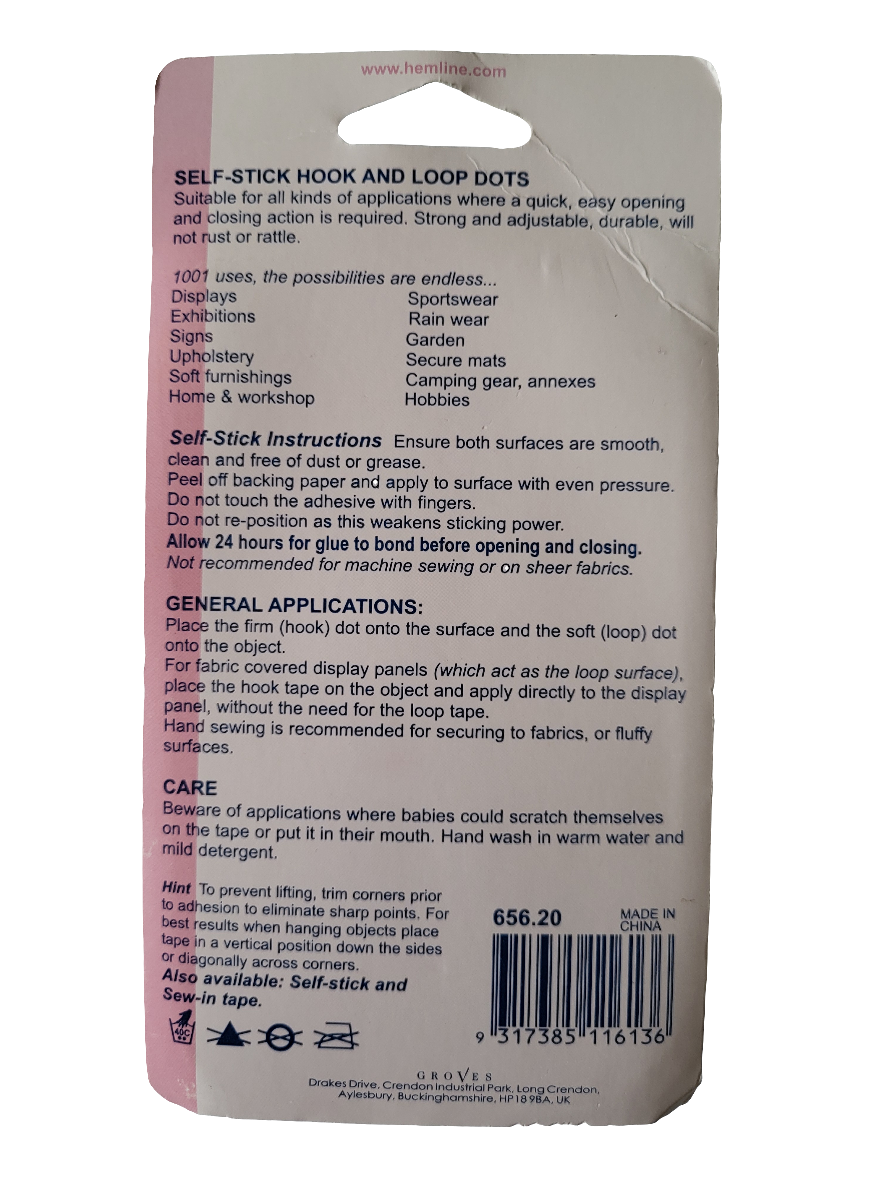 www.hemline.com
SELF-STICK HOOK AND LOOP DOTS
Suitable for all kinds of applications where a quick, easy opening
and closing action is required. Strong and adjustable, durable, will
not rust or rattle.
1001 uses, the possibilities are endless...
Displays
Exhibitions
Signs
Upholstery
Soft furnishings
Home & workshop
Sportswear
Rain wear
Garden
Secure mats
Camping gear, annexes
Hobbies
Self-Stick Instructions Ensure both surfaces are smooth,
clean and free of dust or grease.
Peel off backing paper and apply to surface with even pressure.
Do not touch the adhesive with fingers.
Do not re-position as this weakens sticking power.
Allow 24 hours for glue to bond before opening and closing.
Not recommended for machine sewing or on sheer fabrics.
GENERAL APPLICATIONS:
Place the firm (hook) dot onto the surface and the soft (loop) dot
onto the object.
For fabric covered display panels (which act as the loop surface),
place the hook tape on the object and apply directly to the display
panel, without the need for the loop tape.
Hand sewing is recommended for securing to fabrics, or fluffy
surfaces.
CARE
Beware of applications where babies could scratch themselves
on the tape or put it in their mouth. Hand wash in warm water and
mild detergent.
Hint To prevent lifting, trim corners prior
to adhesion to eliminate sharp points. For
best results when hanging objects place
tape in a vertical position down the sides
or diagonally across corners.
Also available: Self-stick and
Sew-in tape.
40C
656.20
MADE IN
CHINA
9 317385 116136
GROVES
Drakes Drive, Crendon Industrial Park, Long Crendon,
Aylesbury, Buckinghamshire, HP18 9BA, UK